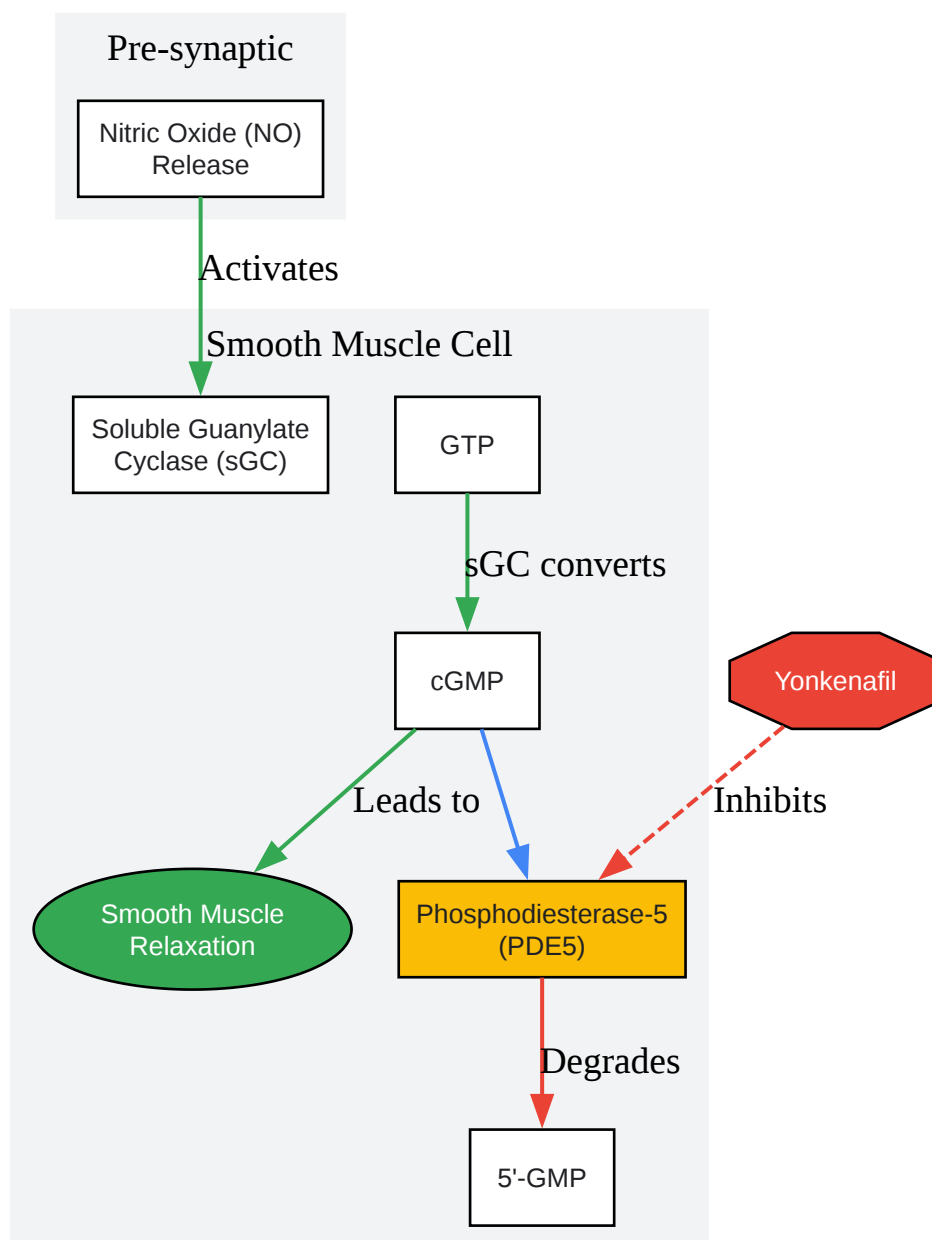 Pre-synaptic
Nitric Oxide (NO)
Release
Activates
Smooth Muscle Cell
Soluble Guanylate
Cyclase (sGC)
GTP
sGC converts
cGMP
Yonkenafil
Leads to
Inhibits
Smooth Muscle
Relaxation
Phosphodiesterase-5
(PDE5)
Degrades
5'-GMP